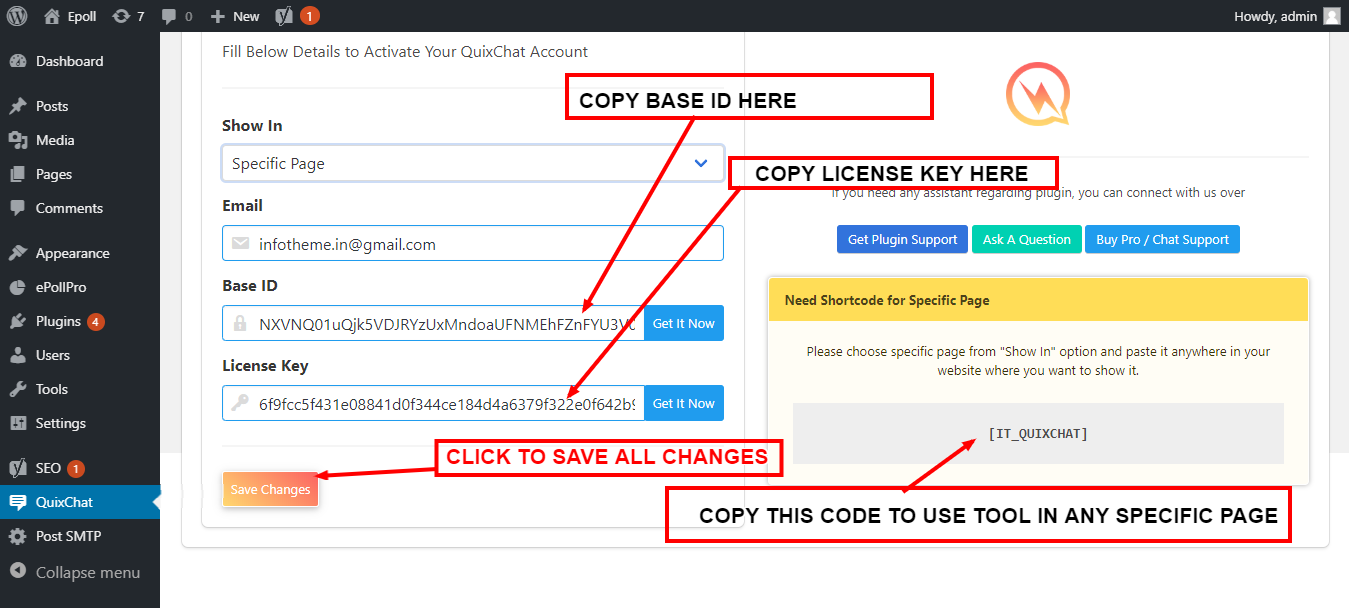 Epoll
7
0
New
1
Howdy, admin
Dashboard
Posts
Media
Pages
Comments
Appearance
ePollPro
Plugins 4
Users
Tools
Settings
SEO 1
QuixChat
Post SMTP
Collapse menu
Fill Below Details to Activate Your QuixChat Account
COPY BASE ID HERE
Show In
Specific Page
COPY LICENSE KEY HERE
Email
infotheme.in@gmail.com
Base ID
Get It Now
License Key
Get It Now
CLICK TO SAVE ALL CHANGES
Save Changes
If you need any assistant regarding plugin, you can connect with us over
Get Plugin Support
Ask A Question
Buy Pro / Chat Support
Need Shortcode for Specific Page
Please choose specific page from "Show In" option and paste it anywhere in your
website where you want to show it.
[IT_QUIXCHAT]
COPY THIS CODE TO USE TOOL IN ANY SPECIFIC PAGE